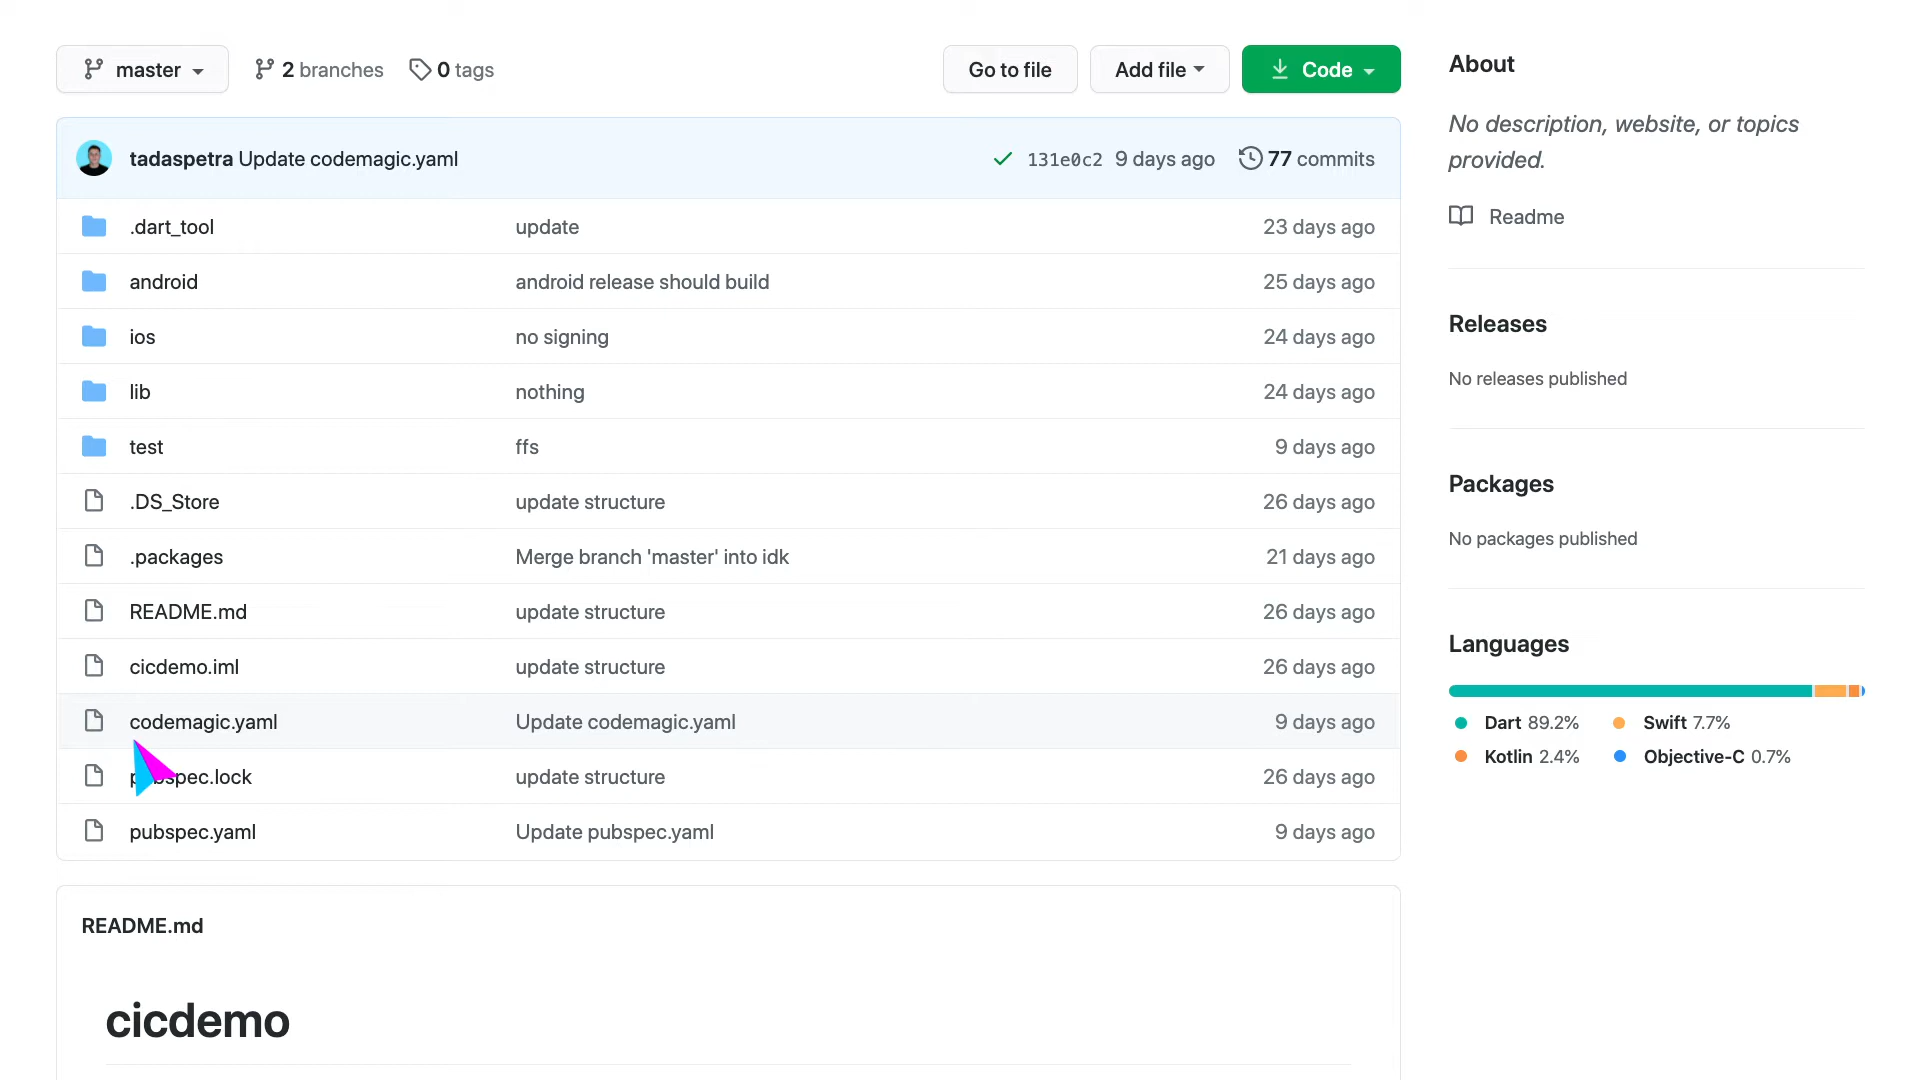 master 2 branches 0 tags Go to file Add file Code
tadaspetra Update codemagic.yaml 131e0c2 9 days ago 77 commits
.dart_tool update 23 days ago
android android release should build 25 days ago
ios no signing 24 days ago
lib nothing 24 days ago
test ffs 9 days ago
.DS_Store update structure 26 days ago
.packages Merge branch 'master' into idk 21 days ago
README.md update structure 26 days ago
cicdemo.iml update structure 26 days ago
codemagic.yaml Update codemagic.yaml 9 days ago
pubspec.lock update structure 26 days ago
pubspec.yaml Update pubspec.yaml 9 days ago
README.md
cicdemo
About
No description, website, or topics
provided.
Readme
Releases
No releases published
Packages
No packages published
Languages
Dart 89.2% Swift 7.7%
Kotlin 2.4% Objective-C 0.7%